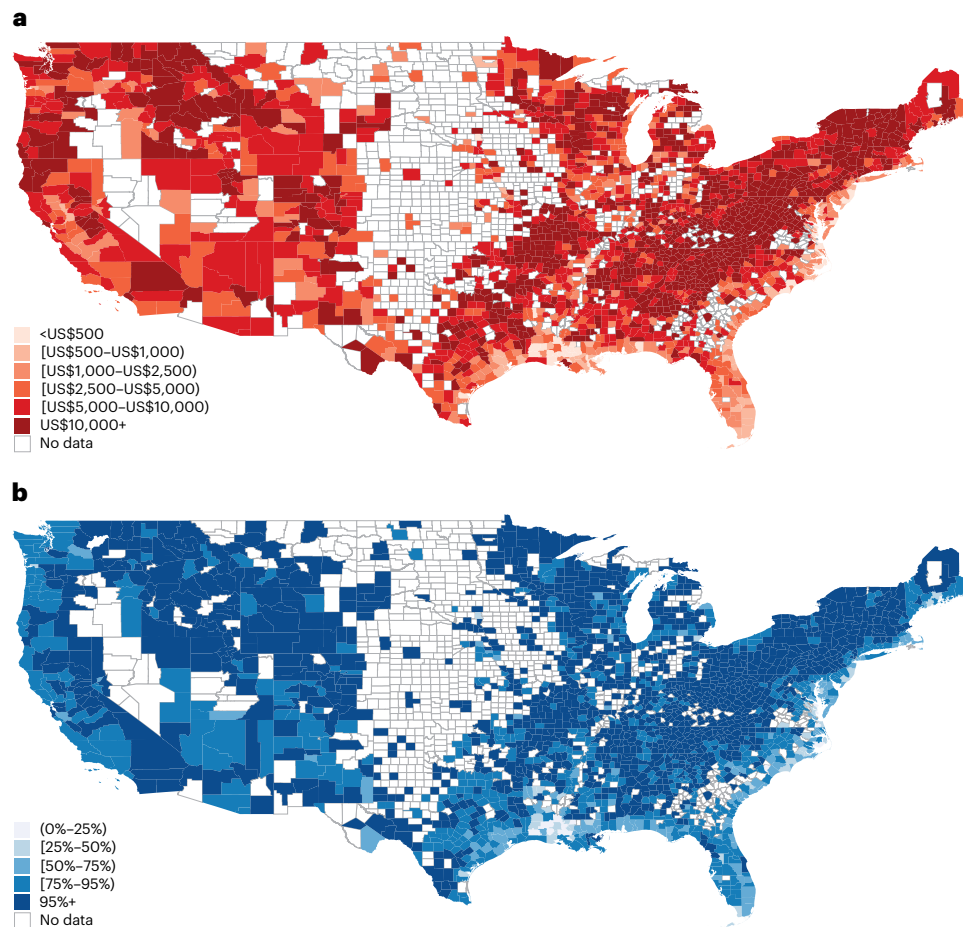 a
<US$500
[US$500–US$1,000)
[US$1,000–US$2,500)
[US$2,500–US$5,000)
[US$5,000–US$10,000)
US$10,000+
No data
b
(0%–25%)
[25%–50%)
[50%–75%)
[75%–95%)
95%+
No data